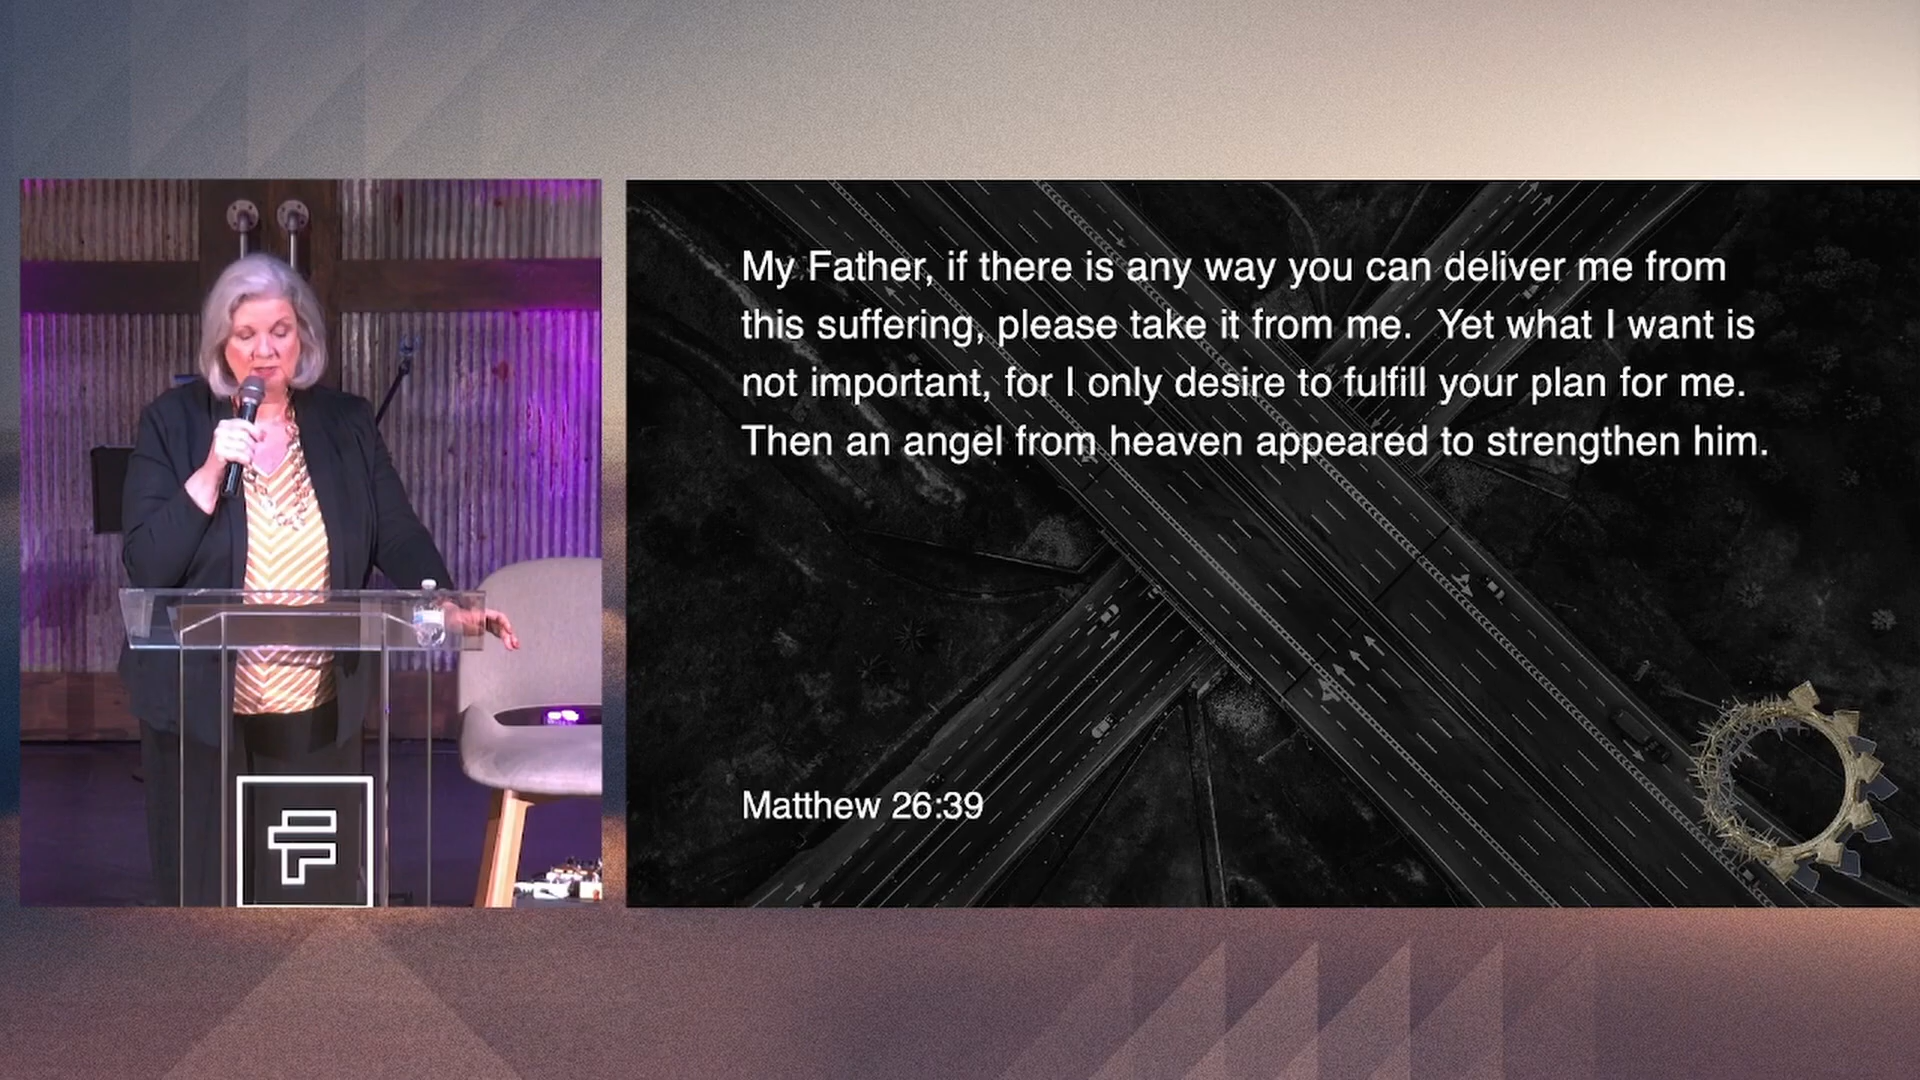 My Father, if there is any way you can deliver me from
this suffering, please take it from me.  Yet what I want is
not important, for I only desire to fulfill your plan for me.
Then an angel from heaven appeared to strengthen him.
Matthew 26:39